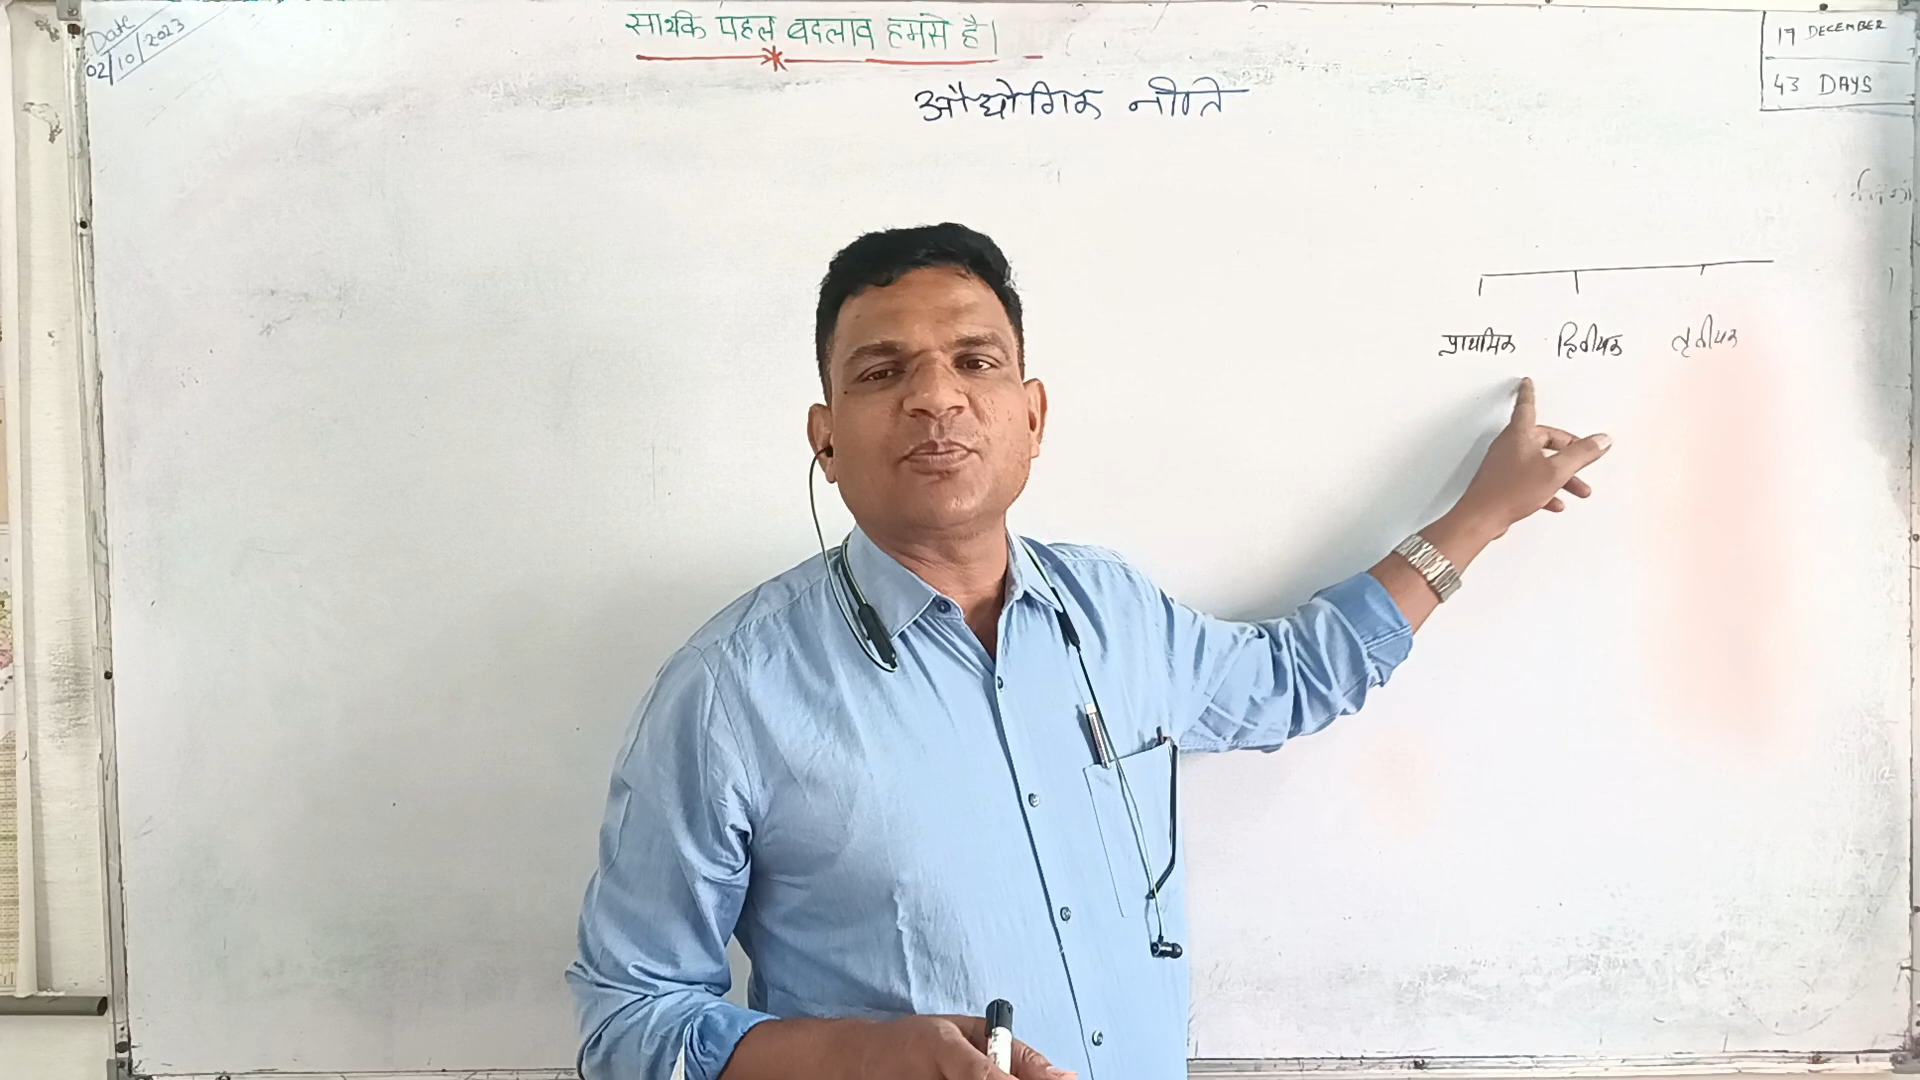 Date
02/10/2023
सार्थक पहल बदलाव हमसे है।
17 DECEMBER
43 DAYS
औद्योगिक नीति
प्राथमिक द्वितीयक तृतीयक